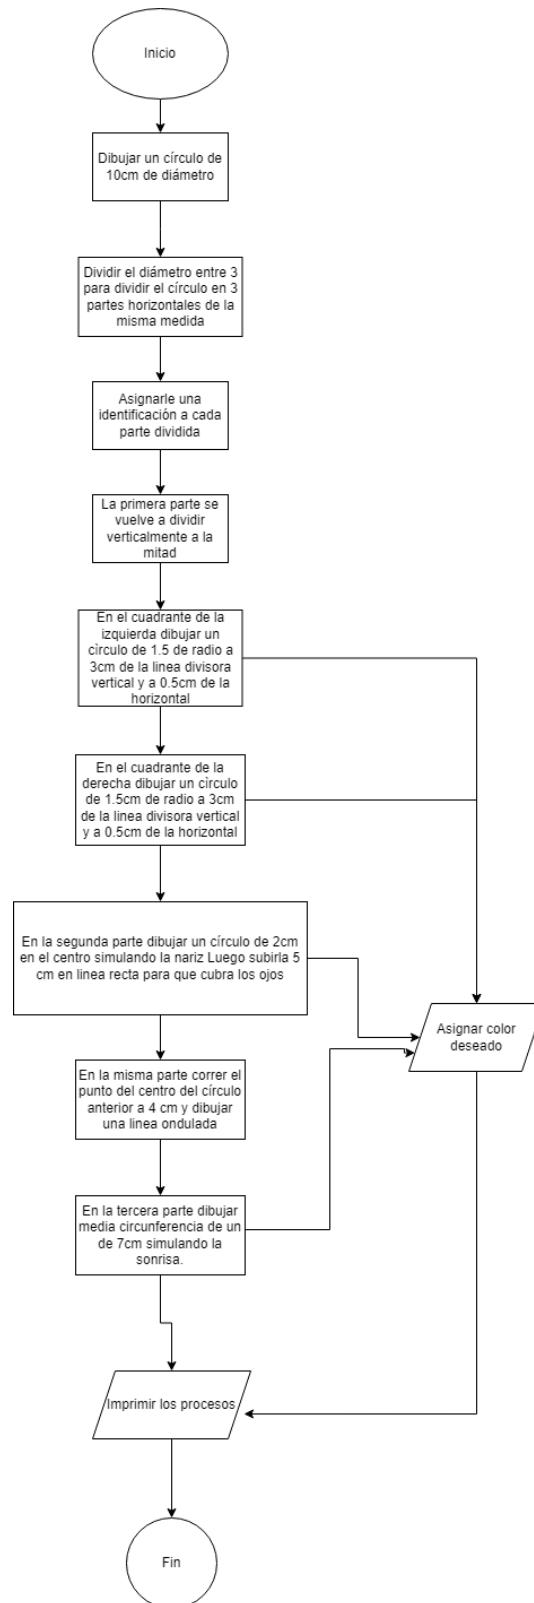 Inicio
Dibujar un círculo de
10cm de diámetro
Dividir el diámetro entre 3
para dividir el círculo en 3
partes horizontales de la
misma medida
Asignarle una
identificación a cada
parte dividida
La primera parte se
vuelve a dividir
verticalmente a la
mitad
En el cuadrante de la
izquierda dibujar un
círculo de 1.5 de radio a
3cm de la linea divisora
vertical y a 0.5cm de la
horizontal
En el cuadrante de la
derecha dibujar un círculo
de 1.5cm de radio a 3cm
de la linea divisora vertical
y a 0.5cm de la horizontal
En la segunda parte dibujar un círculo de 2cm
en el centro simulando la nariz Luego subirla 5
cm en linea recta para que cubra los ojos
Asignar color
deseado
En la misma parte correr el
punto del centro del círculo
anterior a 4 cm y dibujar
una linea ondulada
En la tercera parte dibujar
media circunferencia de un
de 7cm simulando la
sonrisa.
Imprimir los procesos
Fin